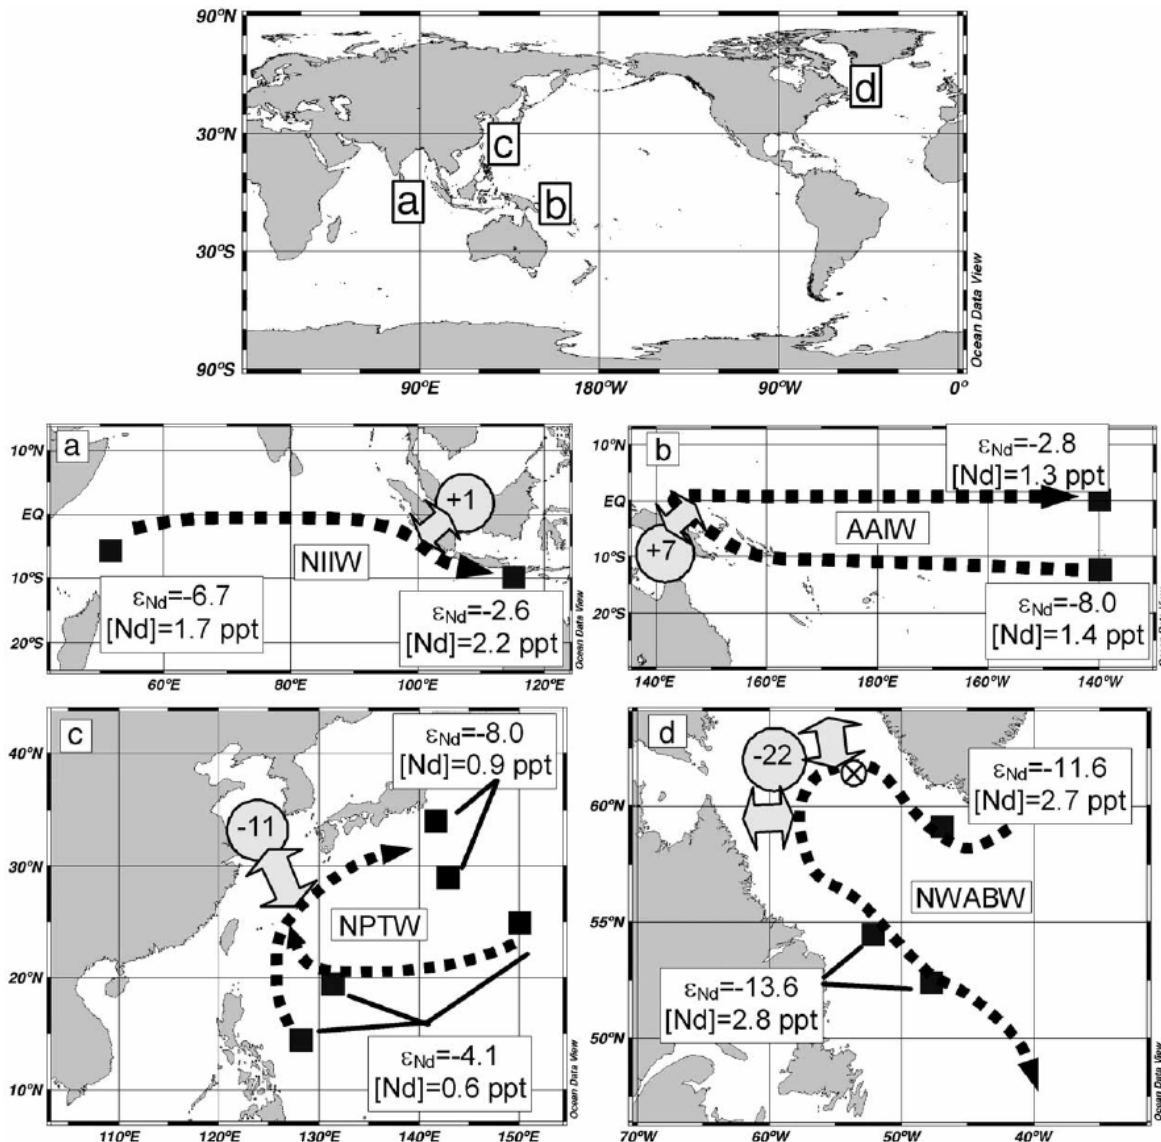 90°N
30°N
30°S
90°S
90°E
180°W
90°W
0°
a
b
c
d
Ocean Data View
a
10°N
EQ
10°S
20°S
+1
NIIW
εNd=-6.7
[Nd]=1.7 ppt
εNd=-2.6
[Nd]=2.2 ppt
60°E
80°E
100°E
120°E
Ocean Data View
b
10°N
EQ
10°S
20°S
εNd=-2.8
[Nd]=1.3 ppt
AAIW
+7
εNd=-8.0
[Nd]=1.4 ppt
140°E
160°E
180°W
160°W
140°W
Ocean Data View
c
40°N
30°N
20°N
10°N
εNd=-8.0
[Nd]=0.9 ppt
-11
NPTW
εNd=-4.1
[Nd]=0.6 ppt
110°E
120°E
130°E
140°E
150°E
Ocean Data View
d
60°N
55°N
50°N
-22
εNd=-11.6
[Nd]=2.7 ppt
NWABW
εNd=-13.6
[Nd]=2.8 ppt
70°W
60°W
50°W
40°W
Ocean Data View